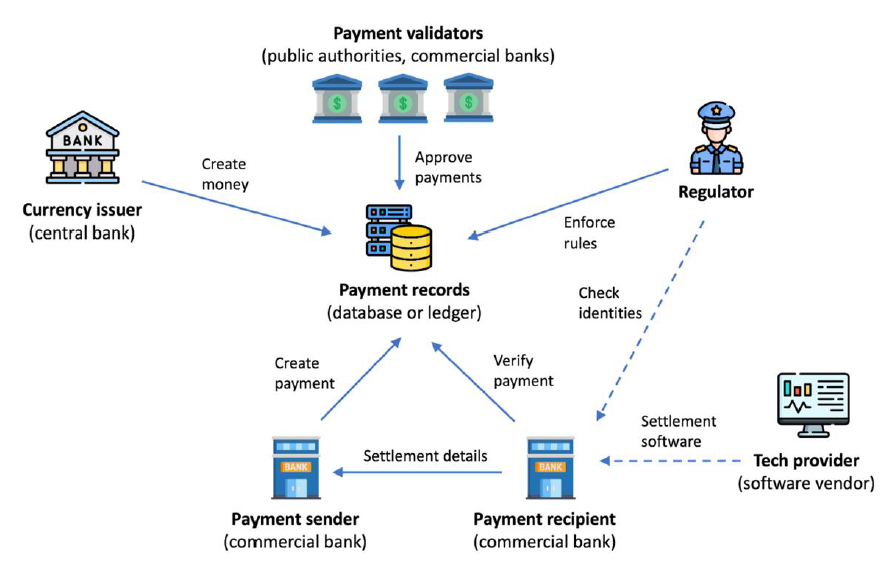 Payment validators
(public authorities, commercial banks)
$ $ $
BANK
Create
money
Approve
payments
Currency issuer
(central bank)
Regulator
Enforce
rules
Payment records
(database or ledger)
Check
identities
Create
payment
Verify
payment
Settlement
software
BANK
Settlement details
BANK
Tech provider
(software vendor)
Payment sender
(commercial bank)
Payment recipient
(commercial bank)